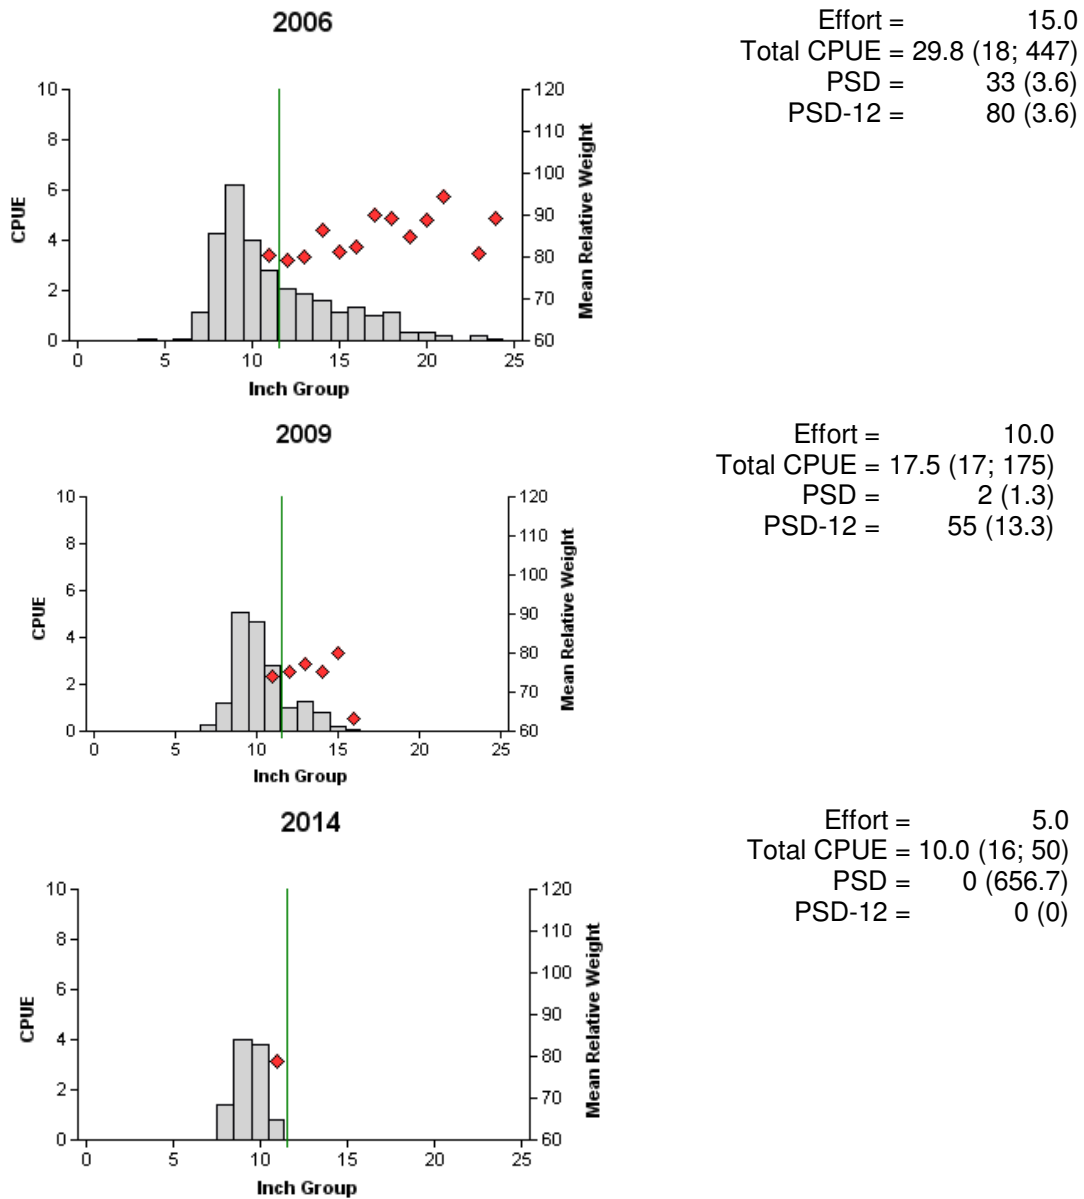 2006
Effort = 15.0
Total CPUE = 29.8 (18; 447)
PSD = 33 (3.6)
PSD-12 = 80 (3.6)
10
8
6
4
2
0
CPUE
120
110
100
90
80
70
60
Mean Relative Weight
0 5 10 15 20 25
Inch Group
2009
Effort = 10.0
Total CPUE = 17.5 (17; 175)
PSD = 2 (1.3)
PSD-12 = 55 (13.3)
10
8
6
4
2
0
CPUE
120
110
100
90
80
70
60
Mean Relative Weight
0 5 10 15 20 25
Inch Group
2014
Effort = 5.0
Total CPUE = 10.0 (16; 50)
PSD = 0 (656.7)
PSD-12 = 0 (0)
10
8
6
4
2
0
CPUE
120
110
100
90
80
70
60
Mean Relative Weight
0 5 10 15 20 25
Inch Group